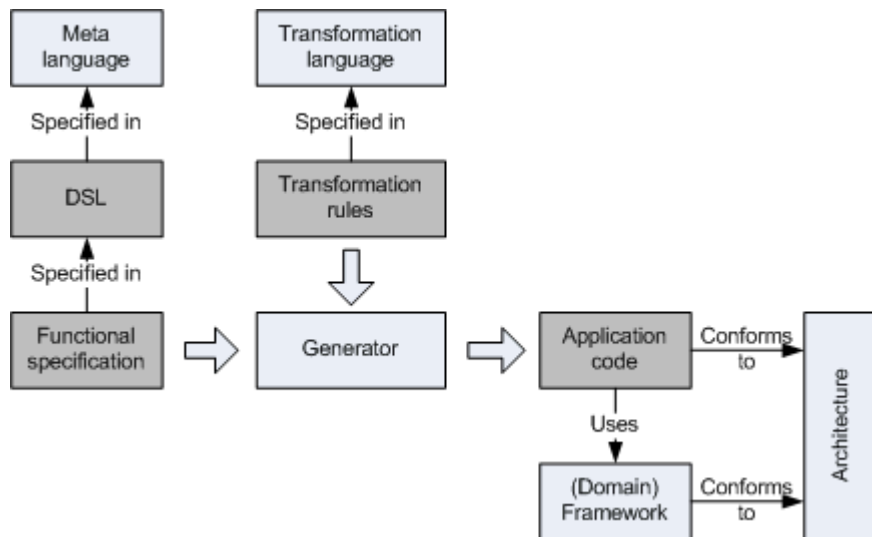 Meta
language
Transformation
language
Specified in
Specified in
DSL
Transformation
rules
Specified in
Functional
specification
Generator
Application
code
Conforms
to
Architecture
Uses
(Domain)
Framework
Conforms
to